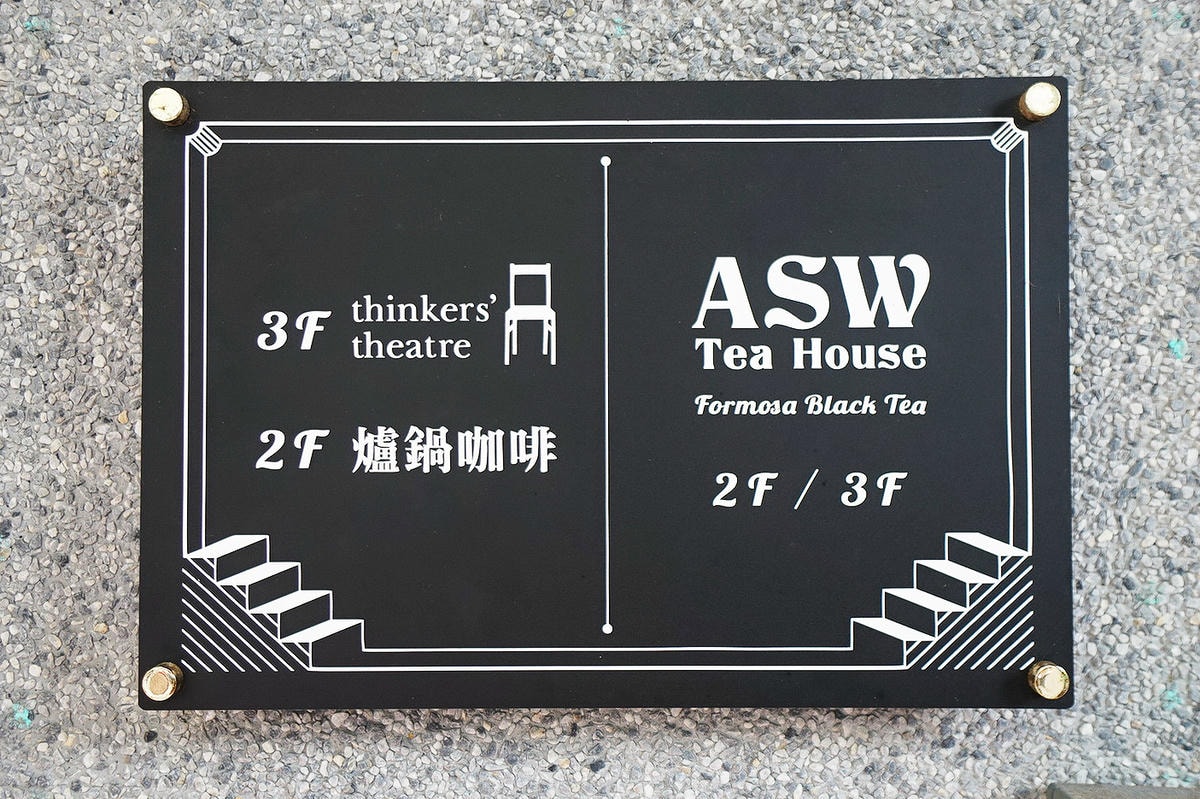 3F thinkers'
theatre
2F 爐鍋咖啡
ASW
Tea House
Formosa Black Tea
2F / 3F